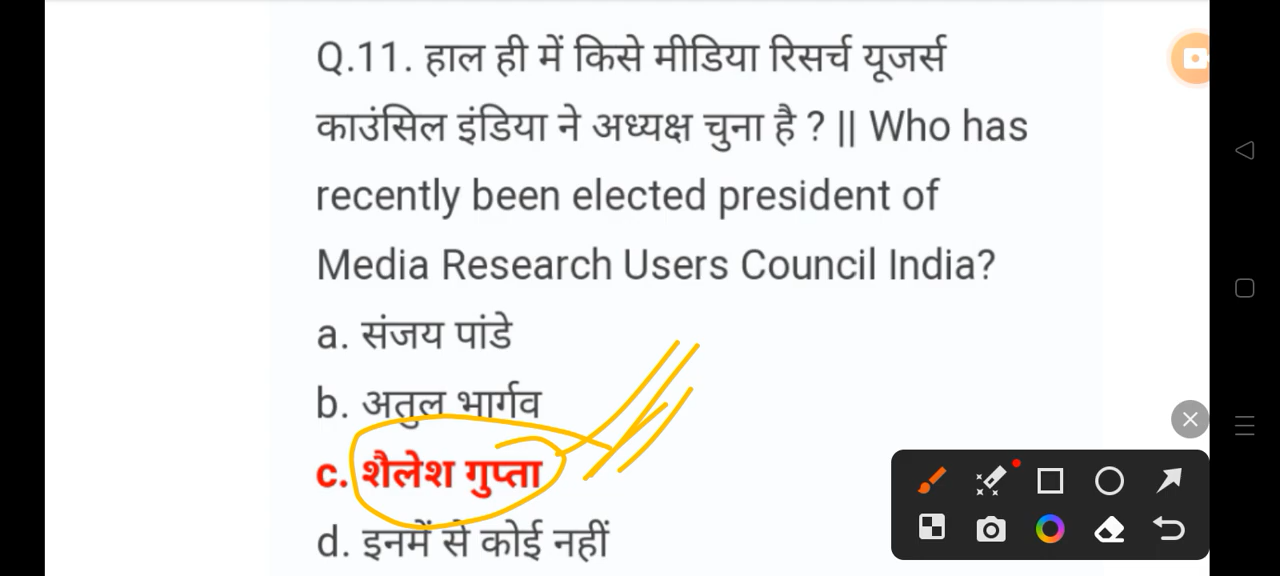 Q.11. हाल ही में किसे मीडिया रिसर्च यूजर्स
काउंसिल इंडिया ने अध्यक्ष चुना है ? || Who has
recently been elected president of
Media Research Users Council India?
a. संजय पांडे
b. अतुल भार्गव
c. शैलेश गुप्ता
d. इनमें से कोई नहीं